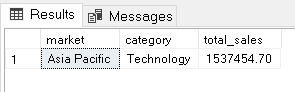 Results Messages
market category total_sales
1 Asia Pacific Technology 1537454.70